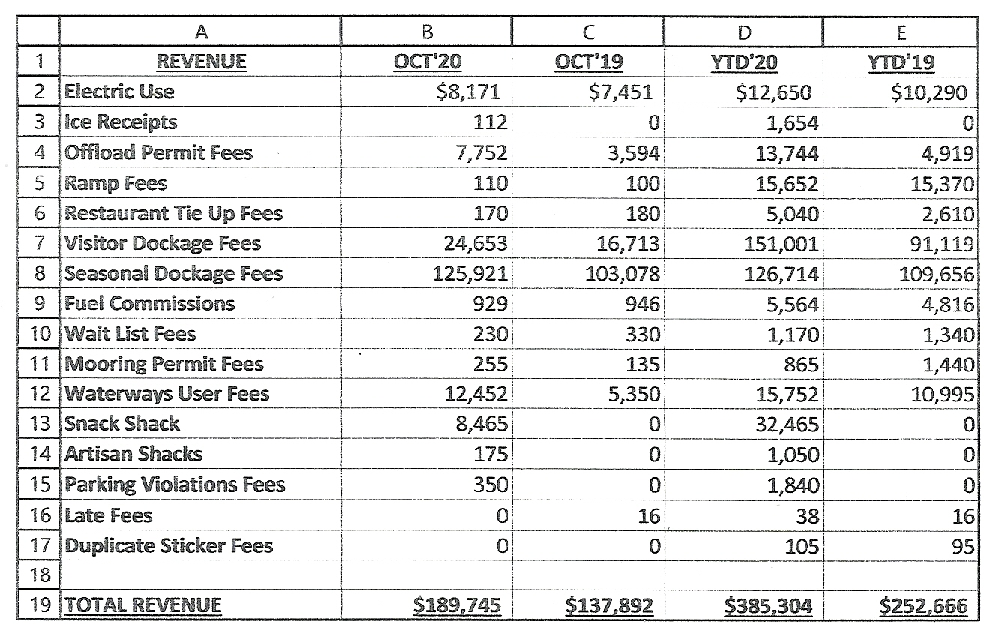 A B C D E
1 REVENUE OCT'20 OCT'19 YTD'20 YTD'19
2 Electric Use $8,171 $7,451 $12,650 $10,290
3 Ice Receipts 112 0 1,654 0
4 Offload Permit Fees 7,752 3,594 13,744 4,919
5 Ramp Fees 110 100 15,652 15,370
6 Restaurant Tie Up Fees 170 180 5,040 2,610
7 Visitor Dockage Fees 24,653 16,713 151,001 91,119
8 Seasonal Dockage Fees 125,921 103,078 126,714 109,656
9 Fuel Commissions 929 946 5,564 4,816
10 Wait List Fees 230 330 1,170 1,340
11 Mooring Permit Fees 255 135 865 1,440
12 Waterways User Fees 12,452 5,350 15,752 10,995
13 Snack Shack 8,465 0 32,465 0
14 Artisan Shacks 175 0 1,050 0
15 Parking Violations Fees 350 0 1,840 0
16 Late Fees 0 16 38 16
17 Duplicate Sticker Fees 0 0 105 95
18
19 TOTAL REVENUE $189,745 $137,892 $385,304 $252,666